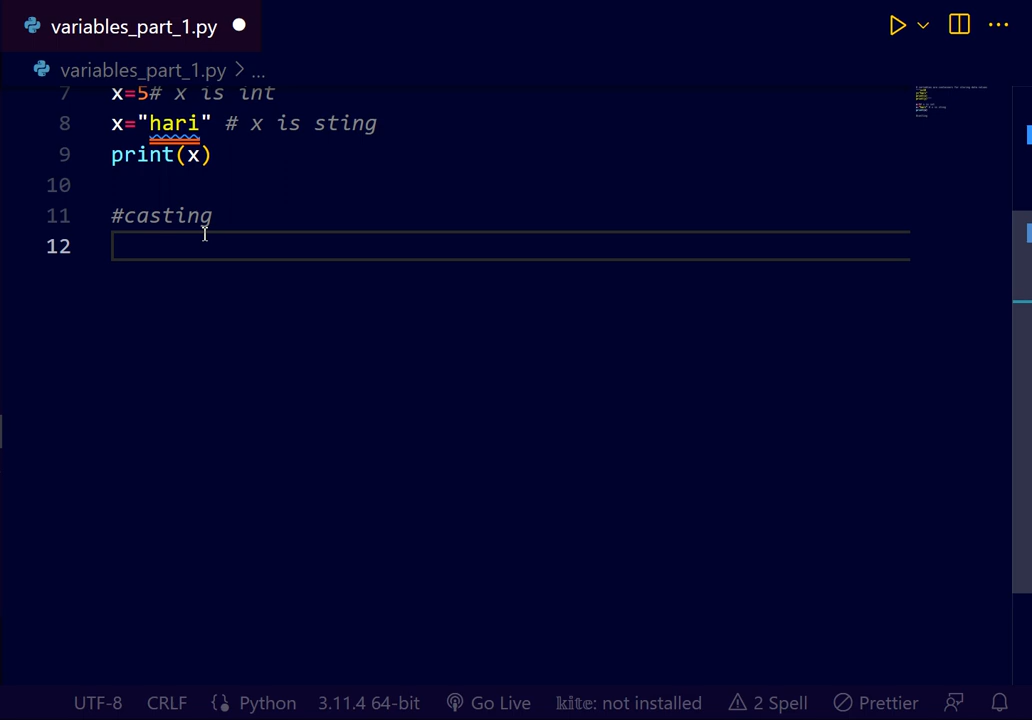 variables_part_1.py
variables_part_1.py > ...
7 x=5# x is int
8 x="hari" # x is sting
9 print(x)
10
11 #casting
12
UTF-8 CRLF {} Python 3.11.4 64-bit Go Live kite: not installed 2 Spell Prettier